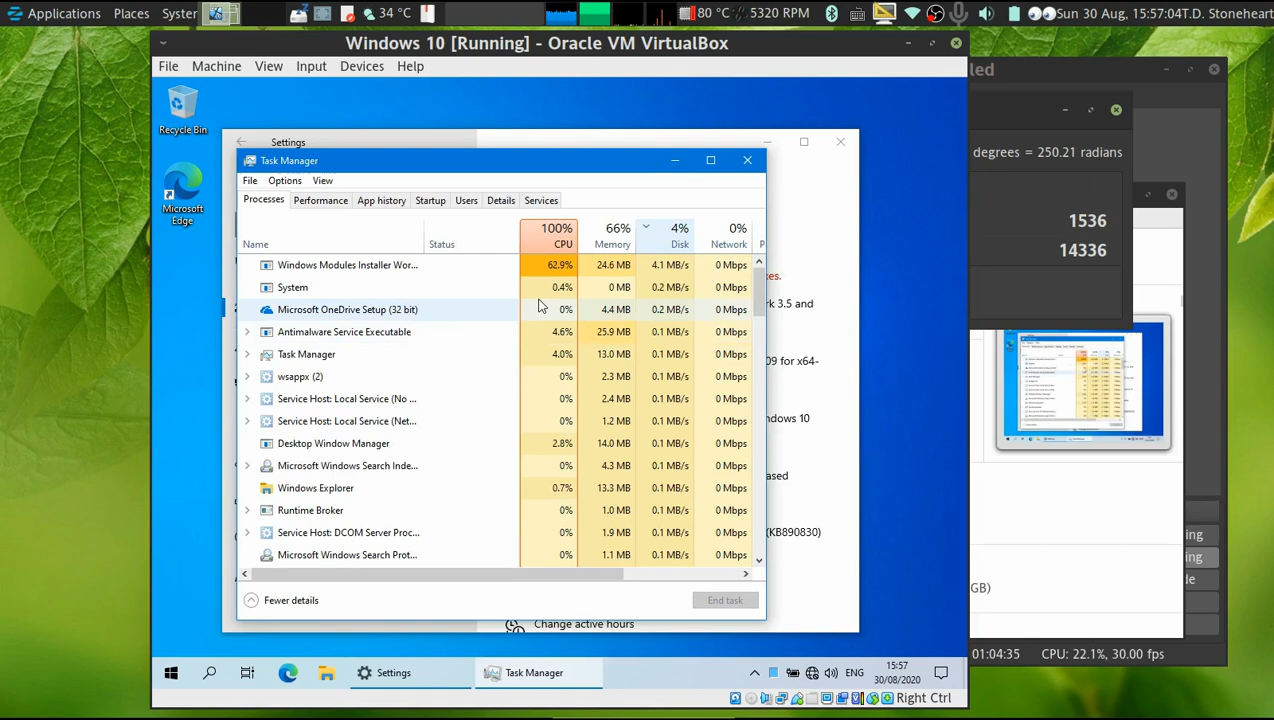 Applications Places System 34 °C 80 °C 5320 RPM Sun 30 Aug, 15:57:04 T.D. Stoneheart
Windows 10 [Running] - Oracle VM VirtualBox
File Machine View Input Devices Help
Recycle Bin
Microsoft Edge
Settings
Task Manager
File Options View
Processes Performance App history Startup Users Details Services
100% 66% 4% 0%
Name Status CPU Memory Disk Network P
Windows Modules Installer Wor... 62.9% 24.6 MB 4.1 MB/s 0 Mbps
System 0.4% 0 MB 0.2 MB/s 0 Mbps
Microsoft OneDrive Setup (32 bit) 0% 4.4 MB 0.2 MB/s 0 Mbps
Antimalware Service Executable 4.6% 25.9 MB 0.1 MB/s 0 Mbps
Task Manager 4.0% 13.0 MB 0.1 MB/s 0 Mbps
wsappx (2) 0% 2.3 MB 0.1 MB/s 0 Mbps
Service Host: Local Service (No ... 0% 2.4 MB 0.1 MB/s 0 Mbps
Service Host: Local Service (Net... 0% 1.2 MB 0.1 MB/s 0 Mbps
Desktop Window Manager 2.8% 14.0 MB 0.1 MB/s 0 Mbps
Microsoft Windows Search Inde... 0% 4.3 MB 0.1 MB/s 0 Mbps
Windows Explorer 0.7% 13.3 MB 0.1 MB/s 0 Mbps
Runtime Broker 0% 1.0 MB 0.1 MB/s 0 Mbps
Service Host: DCOM Server Proc... 0% 1.9 MB 0.1 MB/s 0 Mbps
Microsoft Windows Search Prot... 0% 1.1 MB 0.1 MB/s 0 Mbps
Fewer details End task
es.
rk 3.5 and
09 for x64-
ndows 10
ased
(KB890830)
Change active hours
Settings Task Manager ENG 15:57
30/08/2020
Right Ctrl
led
degrees = 250.21 radians
1536
14336
ng
ng
de
GB)
01:04:35 CPU: 22.1%, 30.00 fps